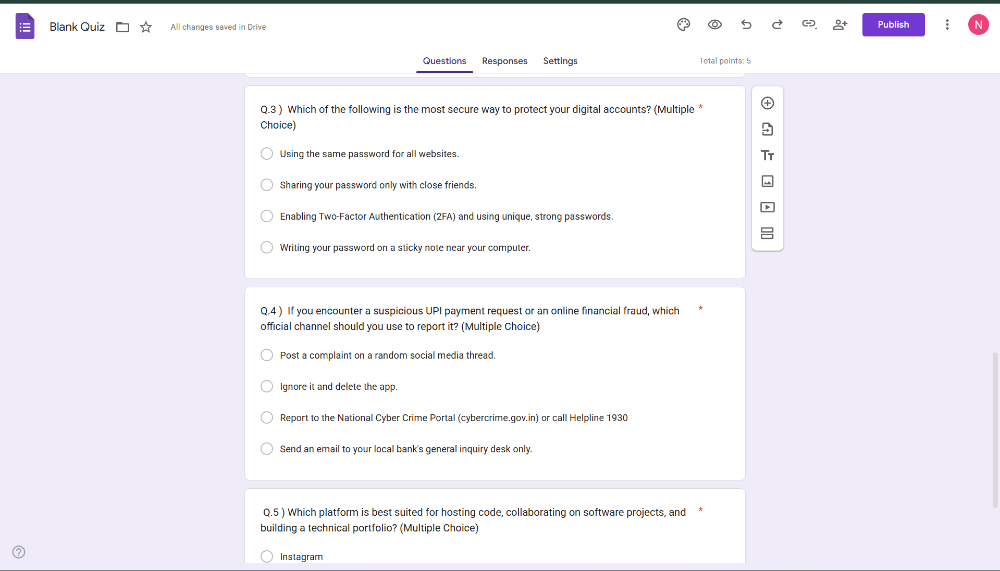 Blank Quiz
All changes saved in Drive
Publish
N
Questions
Responses
Settings
Total points: 5
Q.3 )  Which of the following is the most secure way to protect your digital accounts? (Multiple *
Choice)
Using the same password for all websites.
Sharing your password only with close friends.
Enabling Two-Factor Authentication (2FA) and using unique, strong passwords.
Writing your password on a sticky note near your computer.
Tт
Q.4 )  If you encounter a suspicious UPI payment request or an online financial fraud, which *
official channel should you use to report it? (Multiple Choice)
Post a complaint on a random social media thread.
Ignore it and delete the app.
Report to the National Cyber Crime Portal (cybercrime.gov.in) or call Helpline 1930
Send an email to your local bank's general inquiry desk only.
Q.5 ) Which platform is best suited for hosting code, collaborating on software projects, and *
building a technical portfolio? (Multiple Choice)
Instagram